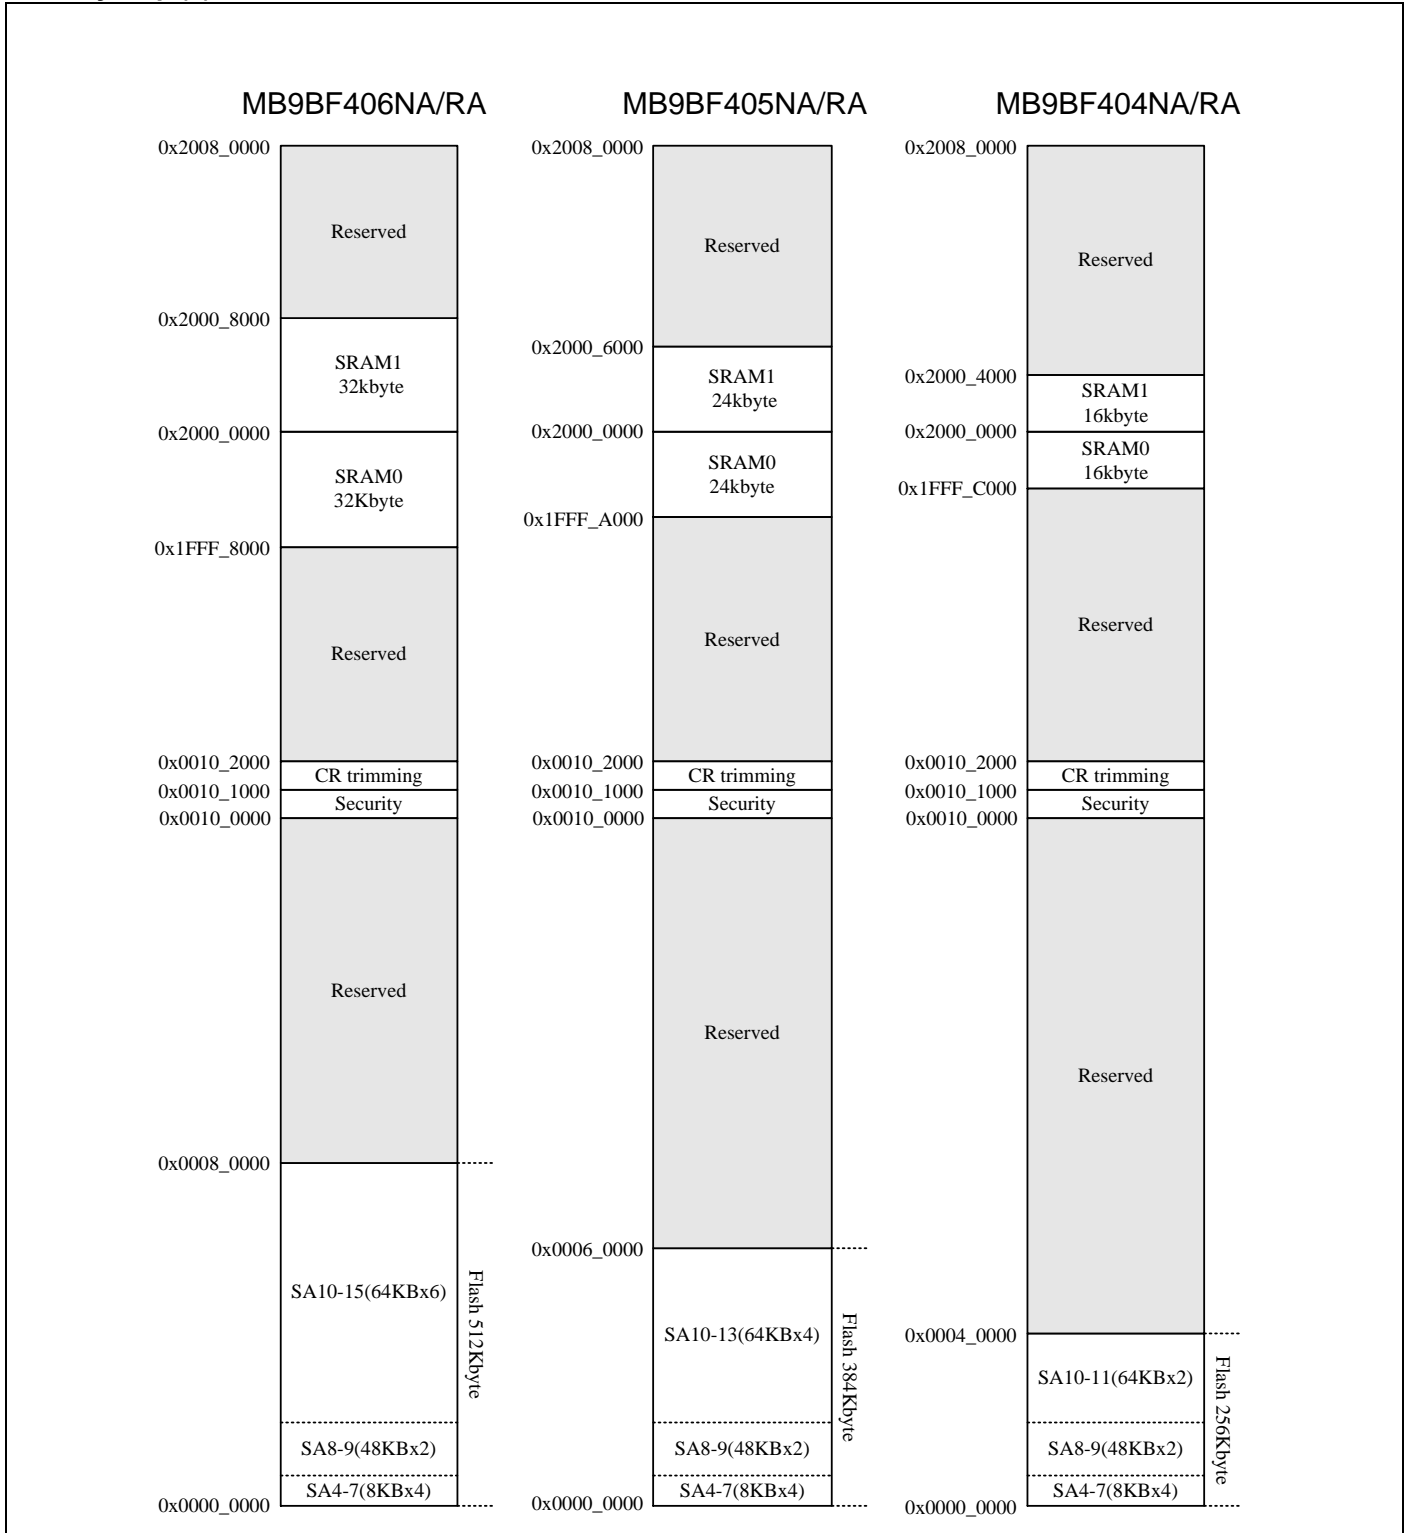 MB9BF406NA/RA
0x2008_0000
Reserved
0x2000_8000
SRAM1
32kbyte
0x2000_0000
SRAM0
32Kbyte
0x1FFF_8000
Reserved
0x0010_2000
CR trimming
0x0010_1000
Security
0x0010_0000
Reserved
0x0008_0000
SA10-15(64KBx6)
Flash 512Kbyte
SA8-9(48KBx2)
SA4-7(8KBx4)
0x0000_0000
MB9BF405NA/RA
0x2008_0000
Reserved
0x2000_6000
SRAM1
24kbyte
0x2000_0000
SRAM0
24kbyte
0x1FFF_A000
Reserved
0x0010_2000
CR trimming
0x0010_1000
Security
0x0010_0000
Reserved
0x0006_0000
SA10-13(64KBx4)
Flash 384Kbyte
SA8-9(48KBx2)
SA4-7(8KBx4)
0x0000_0000
MB9BF404NA/RA
0x2008_0000
Reserved
0x2000_4000
SRAM1
16kbyte
0x2000_0000
SRAM0
16kbyte
0x1FFF_C000
Reserved
0x0010_2000
CR trimming
0x0010_1000
Security
0x0010_0000
Reserved
0x0004_0000
SA10-11(64KBx2)
Flash 256Kbyte
SA8-9(48KBx2)
SA4-7(8KBx4)
0x0000_0000